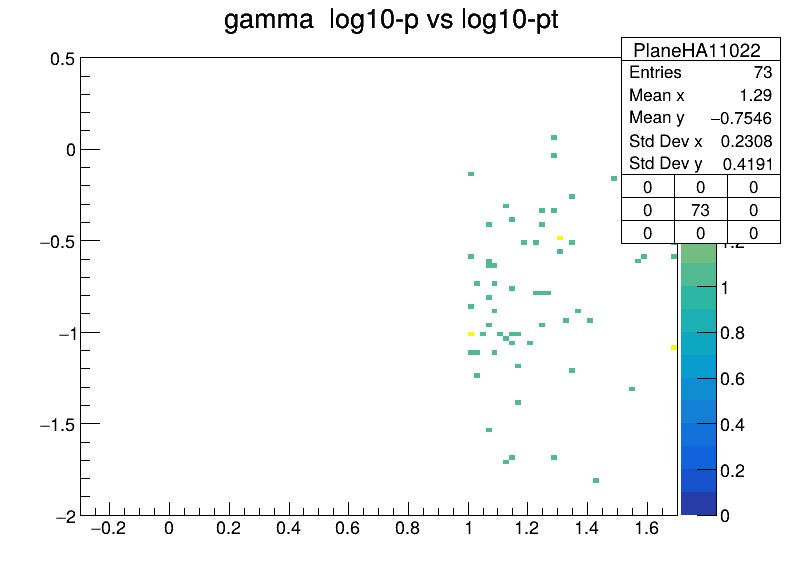 gamma  log10-p vs log10-pt
PlaneHA11022
Entries 73
Mean x 1.29
Mean y −0.7546
Std Dev x 0.2308
Std Dev y 0.4191
0 0 0
0 73 0
0 0 0
0.5
0
−0.5
−1
−1.5
−2
−0.2 0 0.2 0.4 0.6 0.8 1 1.2 1.4 1.6
1.2
1
0.8
0.6
0.4
0.2
0